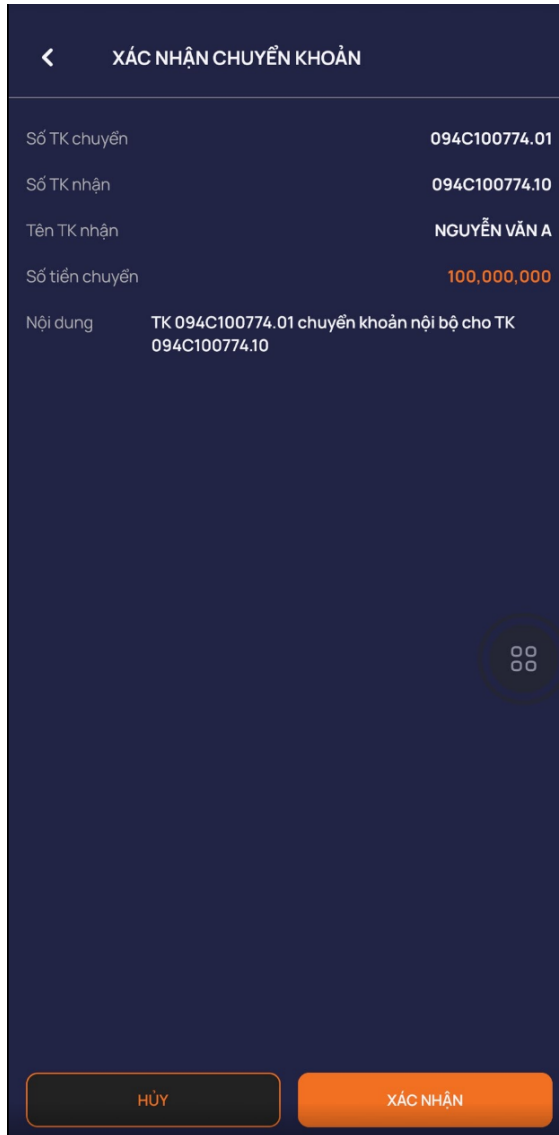 XÁC NHẬN CHUYỂN KHOẢN
Số TK chuyển 094C100774.01
Số TK nhận 094C100774.10
Tên TK nhận NGUYỄN VĂN A
Số tiền chuyển 100,000,000
Nội dung TK 094C100774.01 chuyển khoản nội bộ cho TK
094C100774.10
HỦY XÁC NHẬN